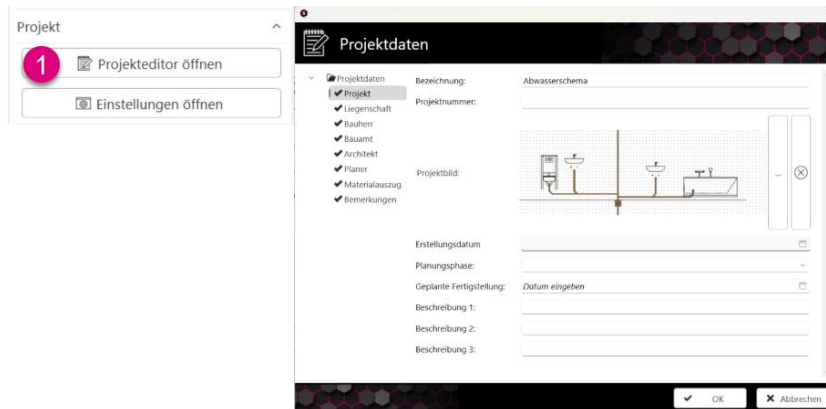 Projekt
1
Projekteditor öffnen
Einstellungen öffnen
Projektdaten
Projektdaten
Projekt
Liegenschaft
Bauherr
Bauamt
Architekt
Planer
Materialauszug
Bemerkungen
Bezeichnung: Abwasserschema
Projektnummer:
Projektbild:
...
Erstellungsdatum
Planungsphase:
Geplante Fertigstellung: Datum eingeben
Beschreibung 1:
Beschreibung 2:
Beschreibung 3:
OK Abbrechen